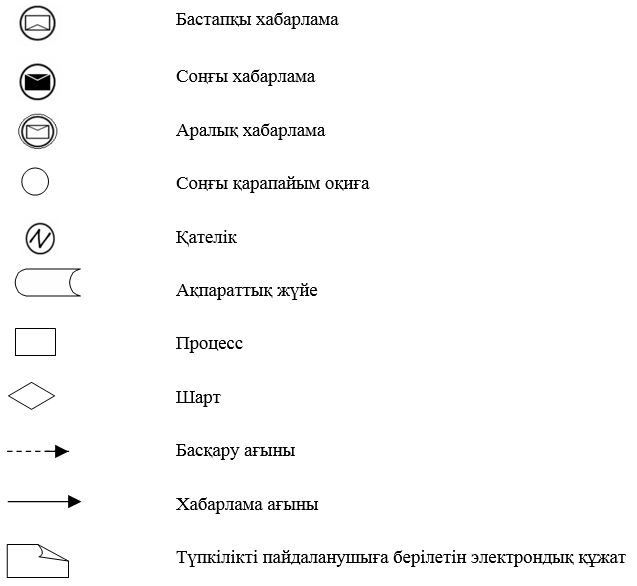 Бастапқы хабарлама
Соңғы хабарлама
Аралық хабарлама
Соңғы қарапайым оқиға
Қателік
Ақпараттық жүйе
Процесс
Шарт
Басқару ағыны
Хабарлама ағыны
Түпкілікті пайдаланушыға берілетін электрондық құжат